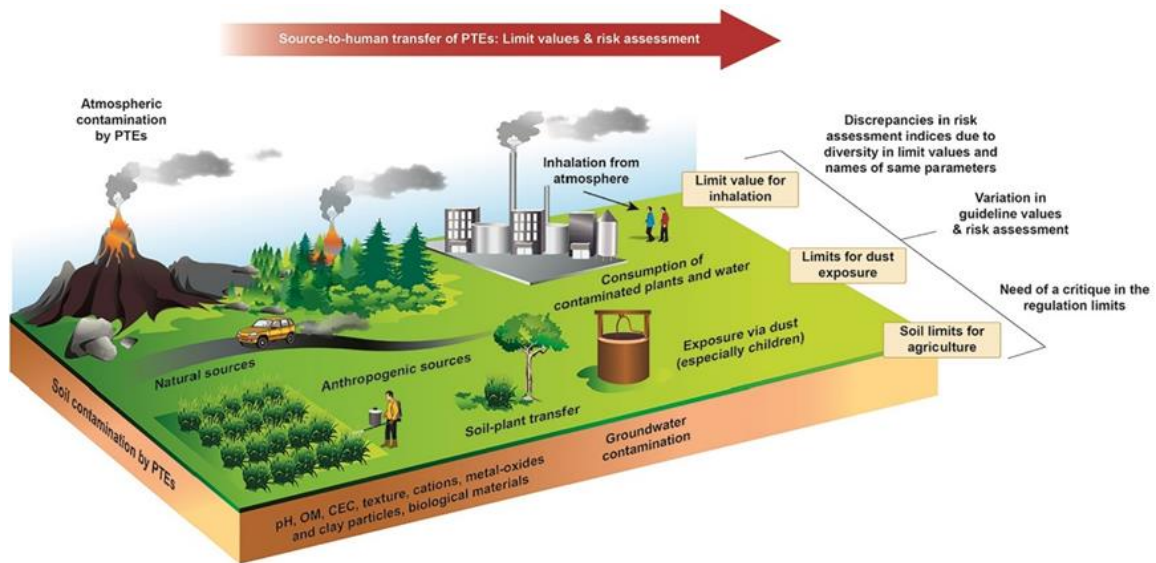 Source-to-human transfer of PTEs: Limit values & risk assessment
Atmospheric
contamination
by PTEs
Inhalation from
atmosphere
Limit value for
inhalation
Discrepancies in risk
assessment indices due to
diversity in limit values and
names of same parameters
Variation in
guideline values
& risk assessment
Limits for dust
exposure
Consumption of
contaminated plants and water
Need of a critique in the
regulation limits
Soil limits for
agriculture
Exposure via dust
(especially children)
Natural sources
Anthropogenic sources
Soil-plant transfer
Groundwater
contamination
Soil contamination by PTEs
pH, OM, CEC, texture, cations, metal-oxides
and clay particles, biological materials